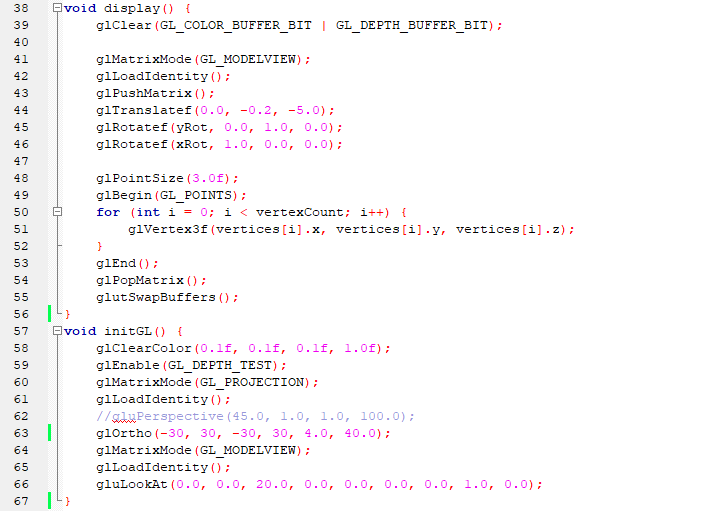 38 void display() {
39 glClear(GL_COLOR_BUFFER_BIT | GL_DEPTH_BUFFER_BIT);
40
41 glMatrixMode(GL_MODELVIEW);
42 glLoadIdentity();
43 glPushMatrix();
44 glTranslatef(0.0, -0.2, -5.0);
45 glRotatef(yRot, 0.0, 1.0, 0.0);
46 glRotatef(xRot, 1.0, 0.0, 0.0);
47
48 glPointSize(3.0f);
49 glBegin(GL_POINTS);
50 for (int i = 0; i < vertexCount; i++) {
51 glVertex3f(vertices[i].x, vertices[i].y, vertices[i].z);
52 }
53 glEnd();
54 glPopMatrix();
55 glutSwapBuffers();
56 }
57 void initGL() {
58 glClearColor(0.1f, 0.1f, 0.1f, 1.0f);
59 glEnable(GL_DEPTH_TEST);
60 glMatrixMode(GL_PROJECTION);
61 glLoadIdentity();
62 //gluPerspective(45.0, 1.0, 1.0, 100.0);
63 glOrtho(-30, 30, -30, 30, 4.0, 40.0);
64 glMatrixMode(GL_MODELVIEW);
65 glLoadIdentity();
66 gluLookAt(0.0, 0.0, 20.0, 0.0, 0.0, 0.0, 0.0, 1.0, 0.0);
67 }